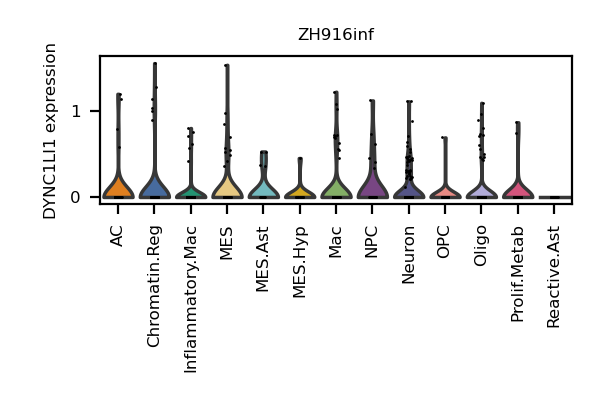 ZH916inf
DYNC1LI1 expression
1
0
AC
Chromatin.Reg
Inflammatory.Mac
MES
MES.Ast
MES.Hyp
Mac
NPC
Neuron
OPC
Oligo
Prolif.Metab
Reactive.Ast